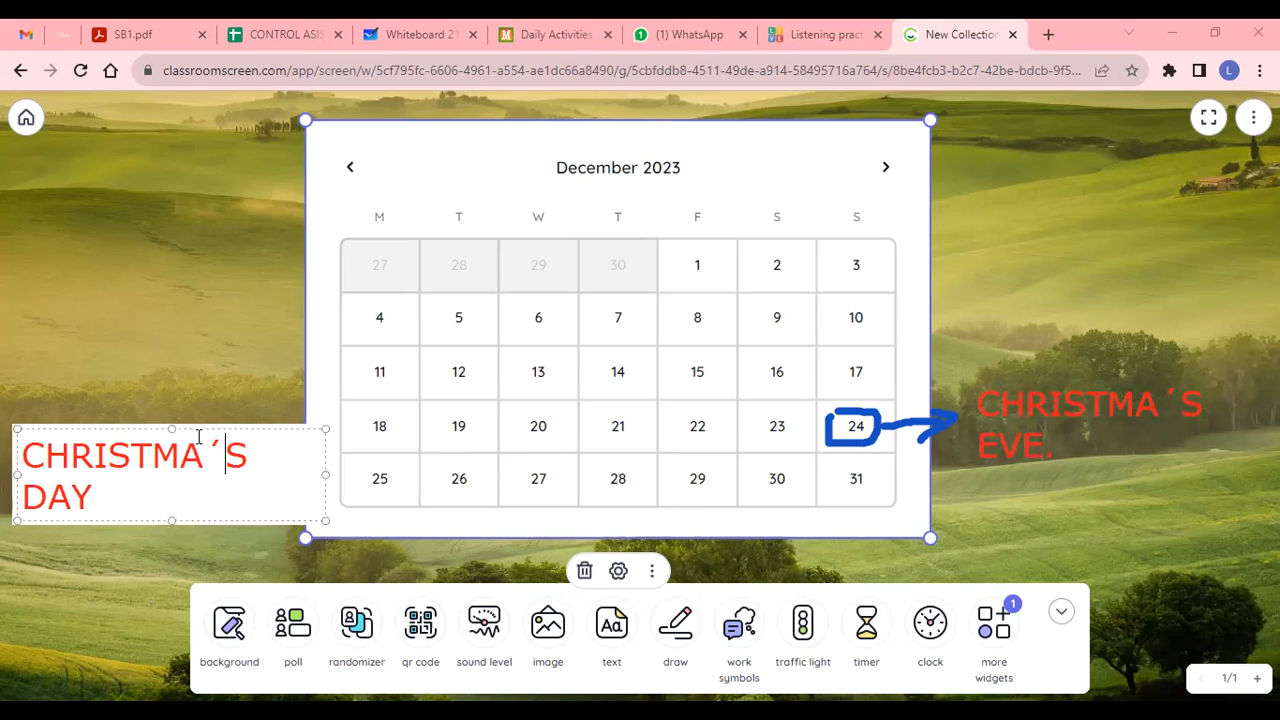 SB1.pdf
CONTROL ASIS
Whiteboard 21
Daily Activities
(1) WhatsApp
Listening pract
New Collection
classroomscreen.com/app/screen/w/5cf795fc-6606-4961-a554-ae1dc66a8490/g/5cbfddb8-4511-49de-a914-58495716a764/s/8be4fcb3-b2c7-42be-bdcb-9f5...
L
December 2023
M T W T F S S
27 28 29 30 1 2 3
4 5 6 7 8 9 10
11 12 13 14 15 16 17
18 19 20 21 22 23 24
25 26 27 28 29 30 31
CHRISTMA´S
EVE.
CHRISTMA´S
DAY
background
poll
randomizer
qr code
sound level
image
text
draw
work
symbols
traffic light
timer
clock
1
more
widgets
1/1